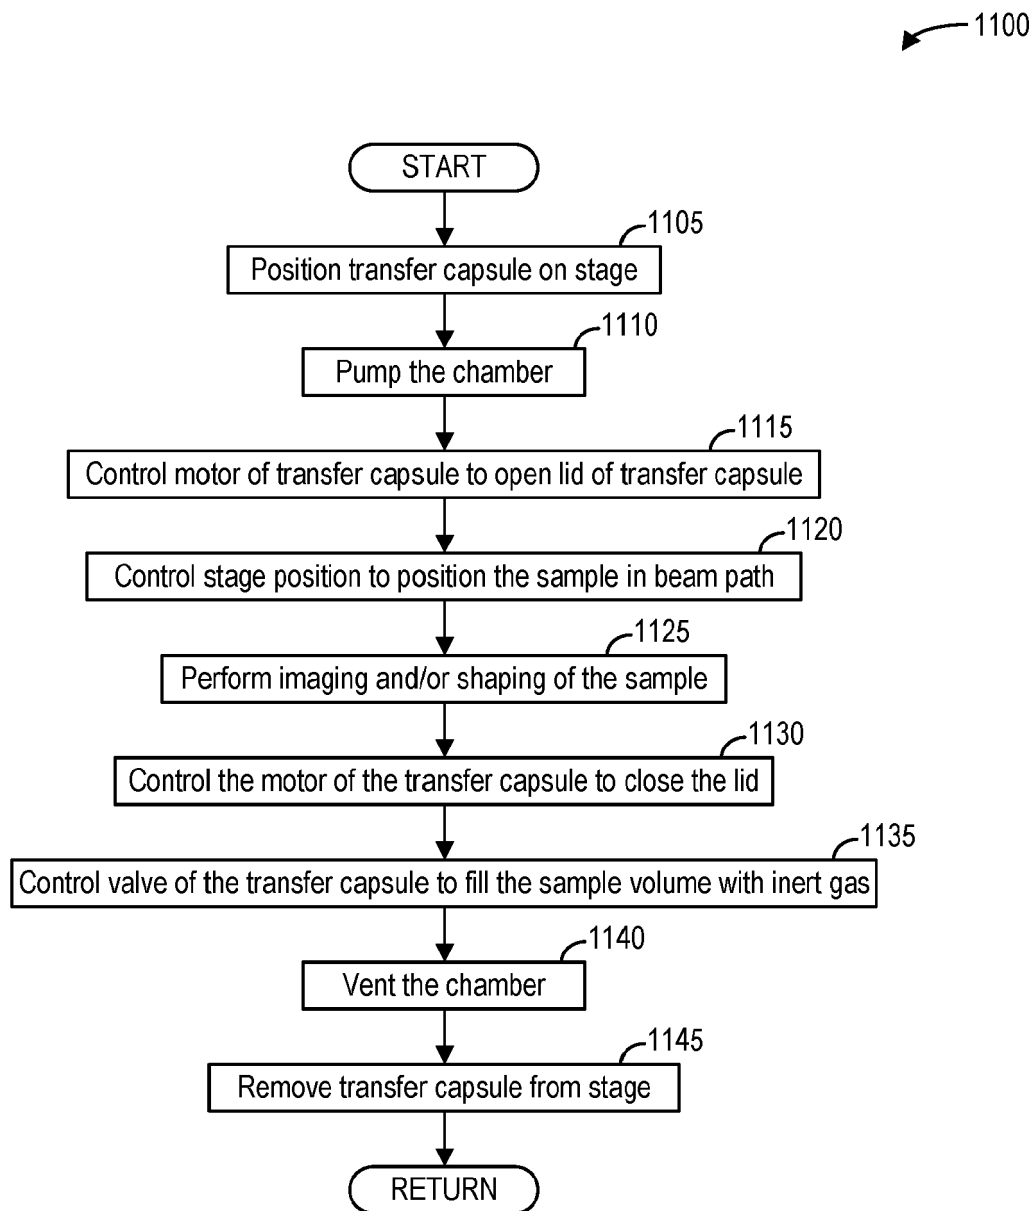 1100
START
1105
Position transfer capsule on stage
1110
Pump the chamber
1115
Control motor of transfer capsule to open lid of transfer capsule
1120
Control stage position to position the sample in beam path
1125
Perform imaging and/or shaping of the sample
1130
Control the motor of the transfer capsule to close the lid
1135
Control valve of the transfer capsule to fill the sample volume with inert gas
1140
Vent the chamber
1145
Remove transfer capsule from stage
RETURN